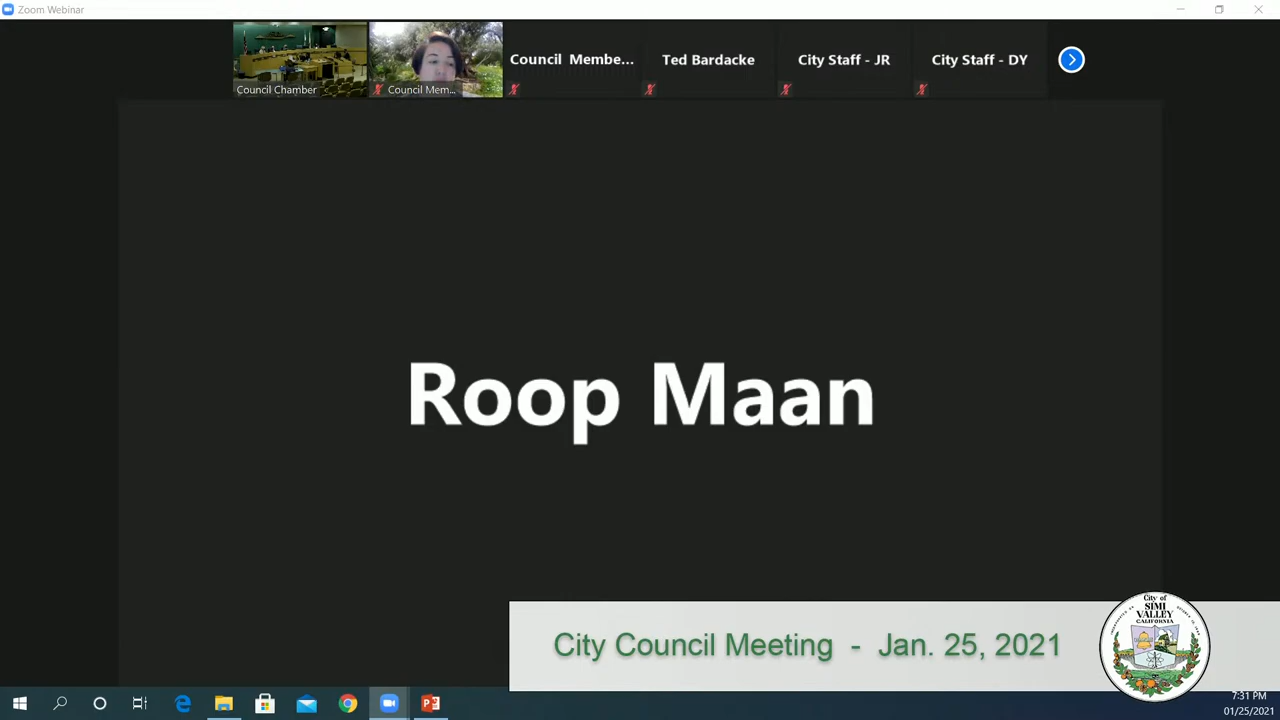 Zoom Webinar
Council Chamber
Council Mem...
Council Membe...
Ted Bardacke
City Staff - JR
City Staff - DY
Roop Maan
City Council Meeting - Jan. 25, 2021
City of
SIMI
VALLEY
CALIFORNIA
7:31 PM
01/25/2021